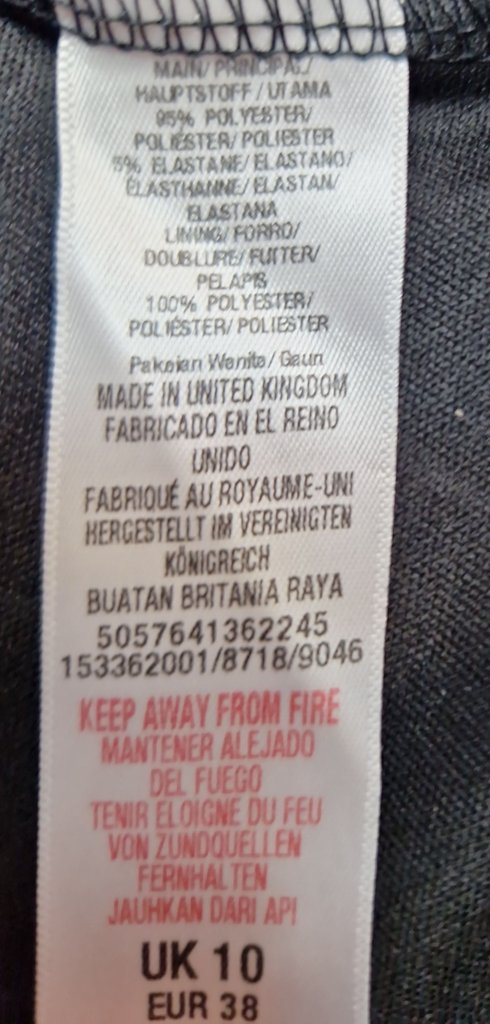 MAIN/ PRINCIPAL/
HAUPTSTOFF / UTAMA
95% POLYESTER/
POLIÉSTER/ POLIESTER
5% ELASTANE/ ELASTANO/
ÉLASTHANNE/ ELASTAN/
ELASTANA
LINING/ FORRO/
DOUBLURE/ FUTTER/
PELAPIS
100% POLYESTER/
POLIÉSTER/ POLIESTER
Pakaian Wanita/ Gaun
MADE IN UNITED KINGDOM
FABRICADO EN EL REINO
UNIDO
FABRIQUÉ AU ROYAUME-UNI
HERGESTELLT IM VEREINIGTEN
KÖNIGREICH
BUATAN BRITANIA RAYA
5057641362245
153362001/8718/9046
KEEP AWAY FROM FIRE
MANTENER ALEJADO
DEL FUEGO
TENIR ELOIGNE DU FEU
VON ZUNDQUELLEN
FERNHALTEN
JAUHKAN DARI API
UK 10
EUR 38